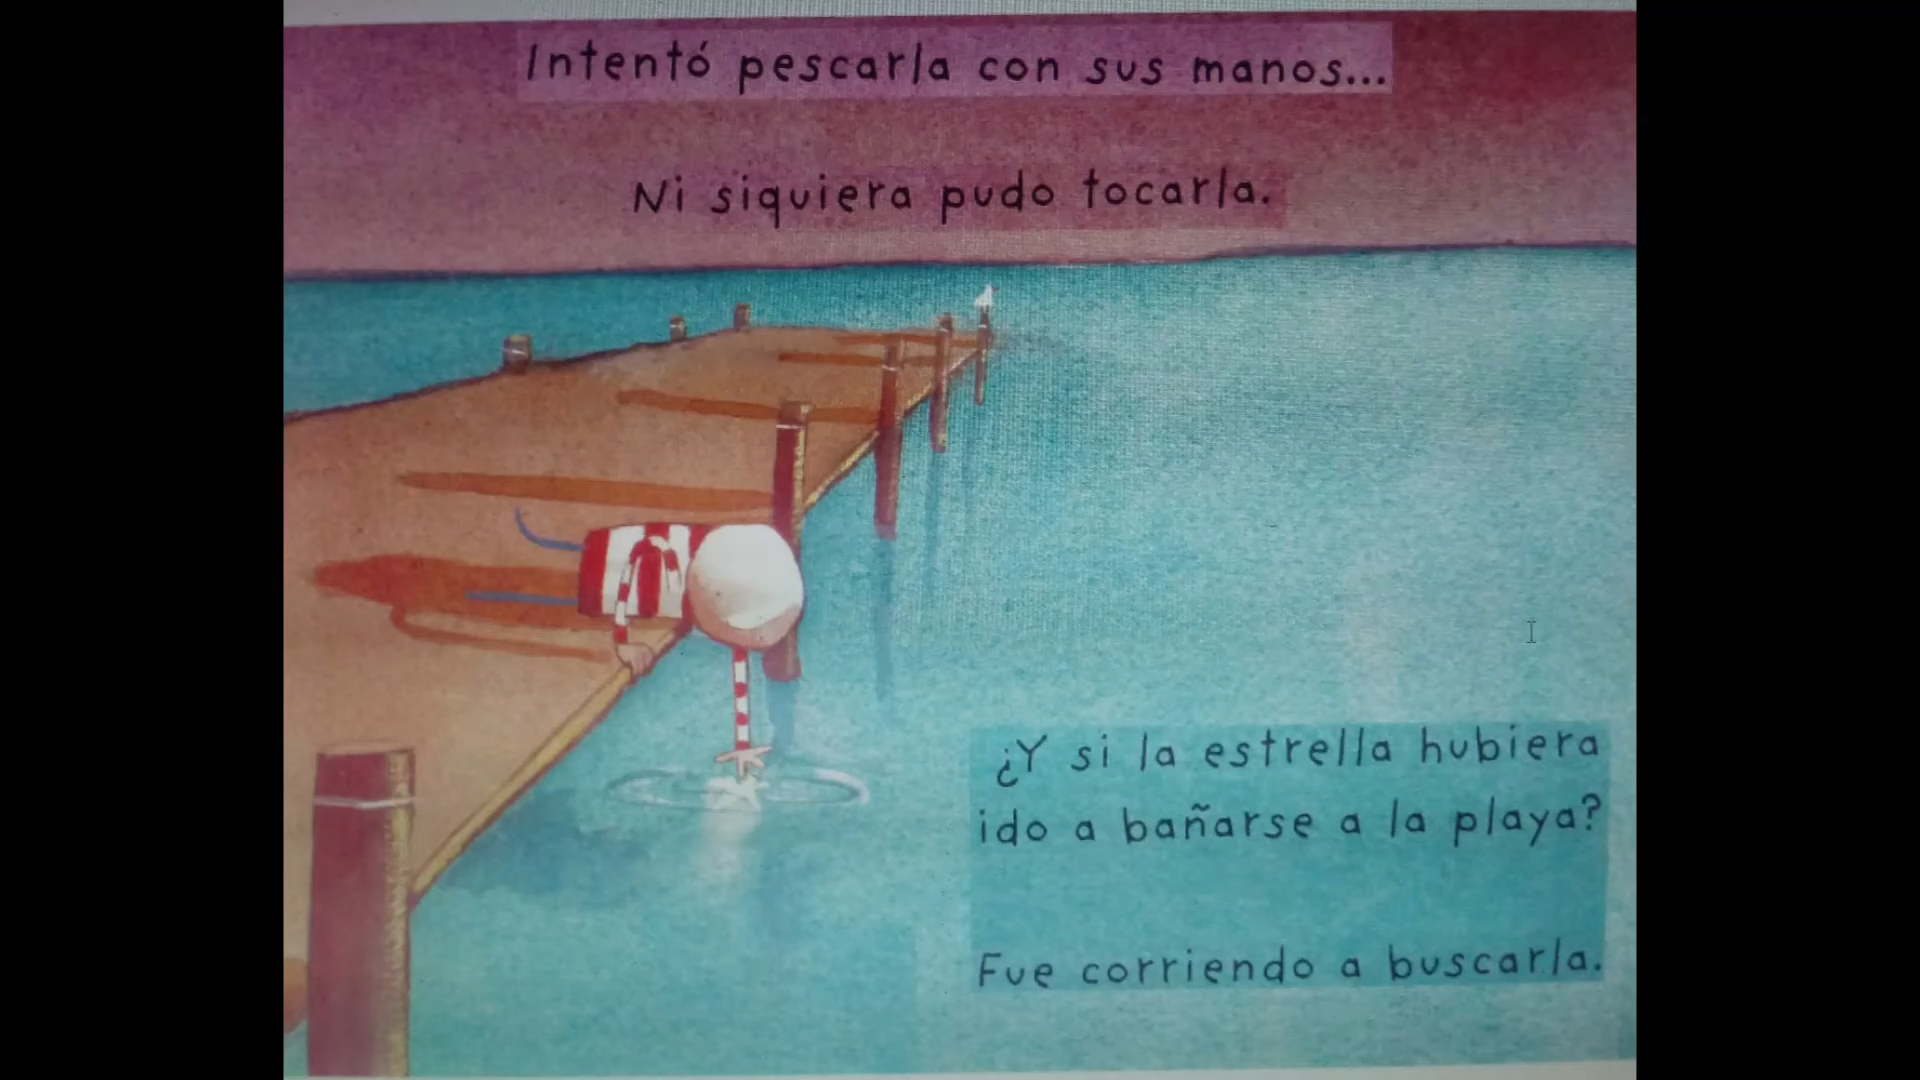 Intentó pescarla con sus manos...
Ni siquiera pudo tocarla.
¿Y si la estrella hubiera
ido a bañarse a la playa?
Fue corriendo a buscarla.